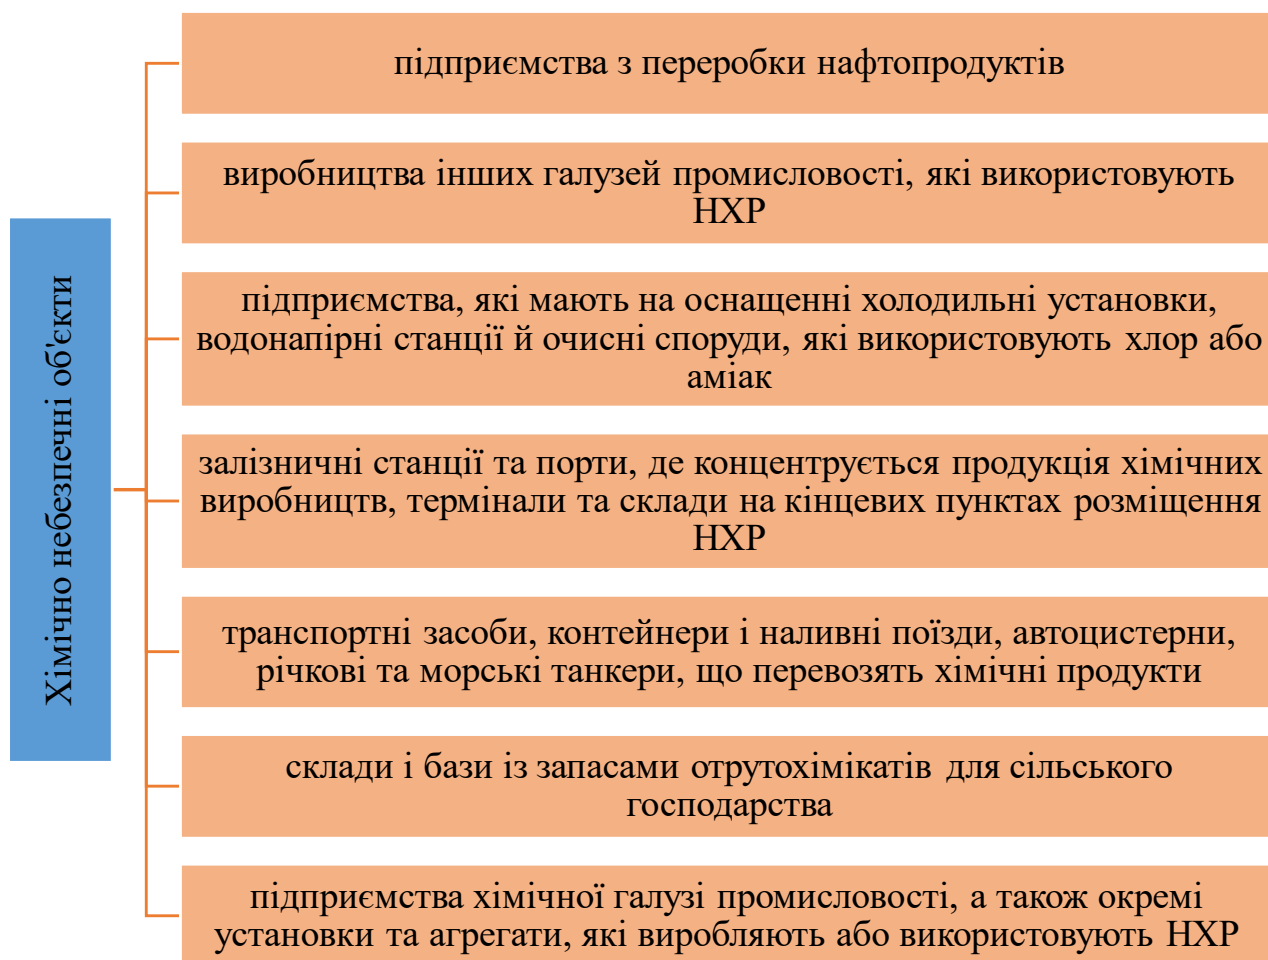 Хімічно небезпечні об'єкти
підприємства з переробки нафтопродуктів
виробництва інших галузей промисловості, які використовують
НХР
підприємства, які мають на оснащенні холодильні установки,
водонапірні станції й очисні споруди, які використовують хлор або
аміак
залізничні станції та порти, де концентрується продукція хімічних
виробництв, термінали та склади на кінцевих пунктах розміщення
НХР
транспортні засоби, контейнери і наливні поїзди, автоцистерни,
річкові та морські танкери, що перевозять хімічні продукти
склади і бази із запасами отрутохімікатів для сільського
господарства
підприємства хімічної галузі промисловості, а також окремі
установки та агрегати, які виробляють або використовують НХР